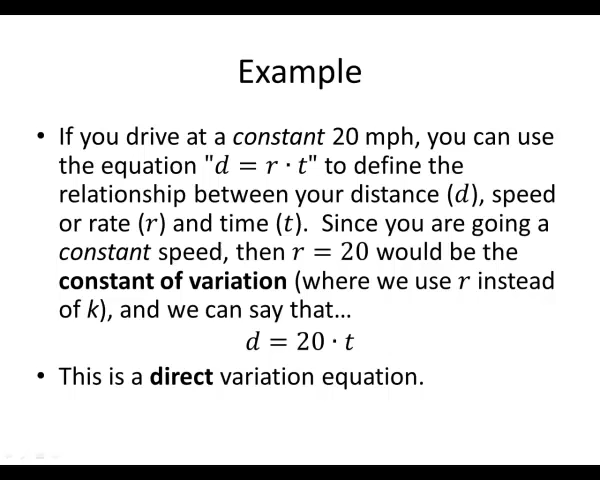 Example
• If you drive at a constant 20 mph, you can use
the equation "d = r · t" to define the
relationship between your distance (d), speed
or rate (r) and time (t).  Since you are going a
constant speed, then r = 20 would be the
constant of variation (where we use r instead
of k), and we can say that…
d = 20 · t
• This is a direct variation equation.